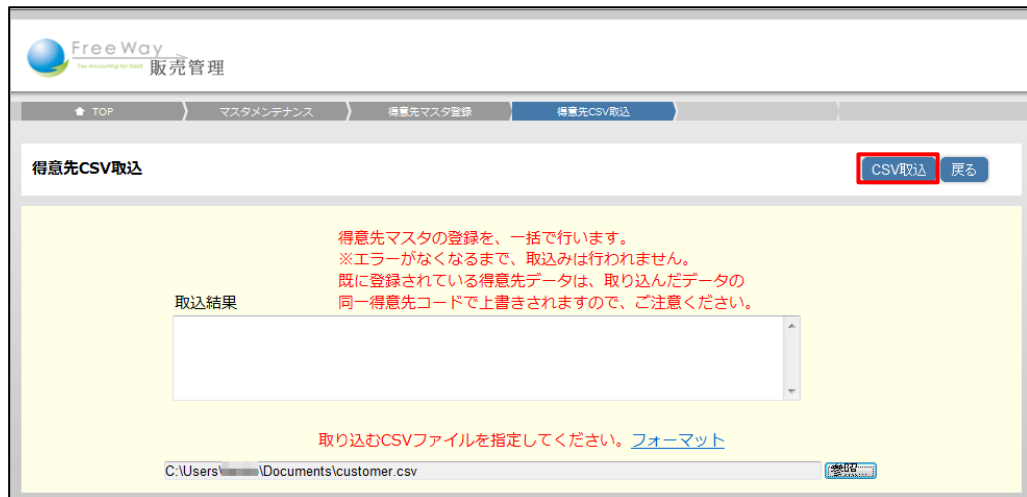 Free Way
Tax Accounting for SaaS
販売管理
TOP
マスタメンテナンス
得意先マスタ登録
得意先CSV取込
得意先CSV取込
CSV取込
戻る
得意先マスタの登録を、一括で行います。
※エラーがなくなるまで、取込みは行われません。
既に登録されている得意先データは、取り込んだデータの
取込結果
同一得意先コードで上書きされますので、ご注意ください。
取り込むCSVファイルを指定してください。フォーマット
C:\Users\ \Documents\customer.csv
参照...